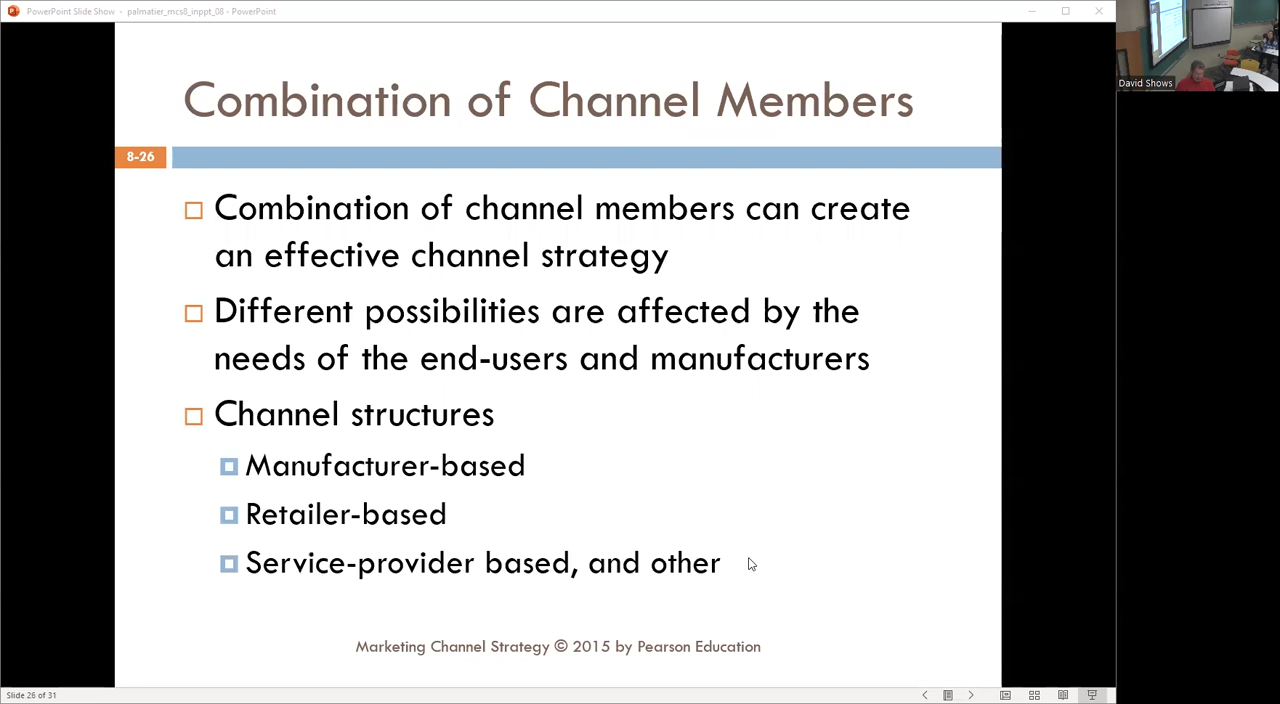 PowerPoint Slide Show - palmatier_mcs8_inppt_08 - PowerPoint
David Shows
Combination of Channel Members
8-26
Combination of channel members can create
an effective channel strategy
Different possibilities are affected by the
needs of the end-users and manufacturers
Channel structures
Manufacturer-based
Retailer-based
Service-provider based, and other
Marketing Channel Strategy © 2015 by Pearson Education
Slide 26 of 31